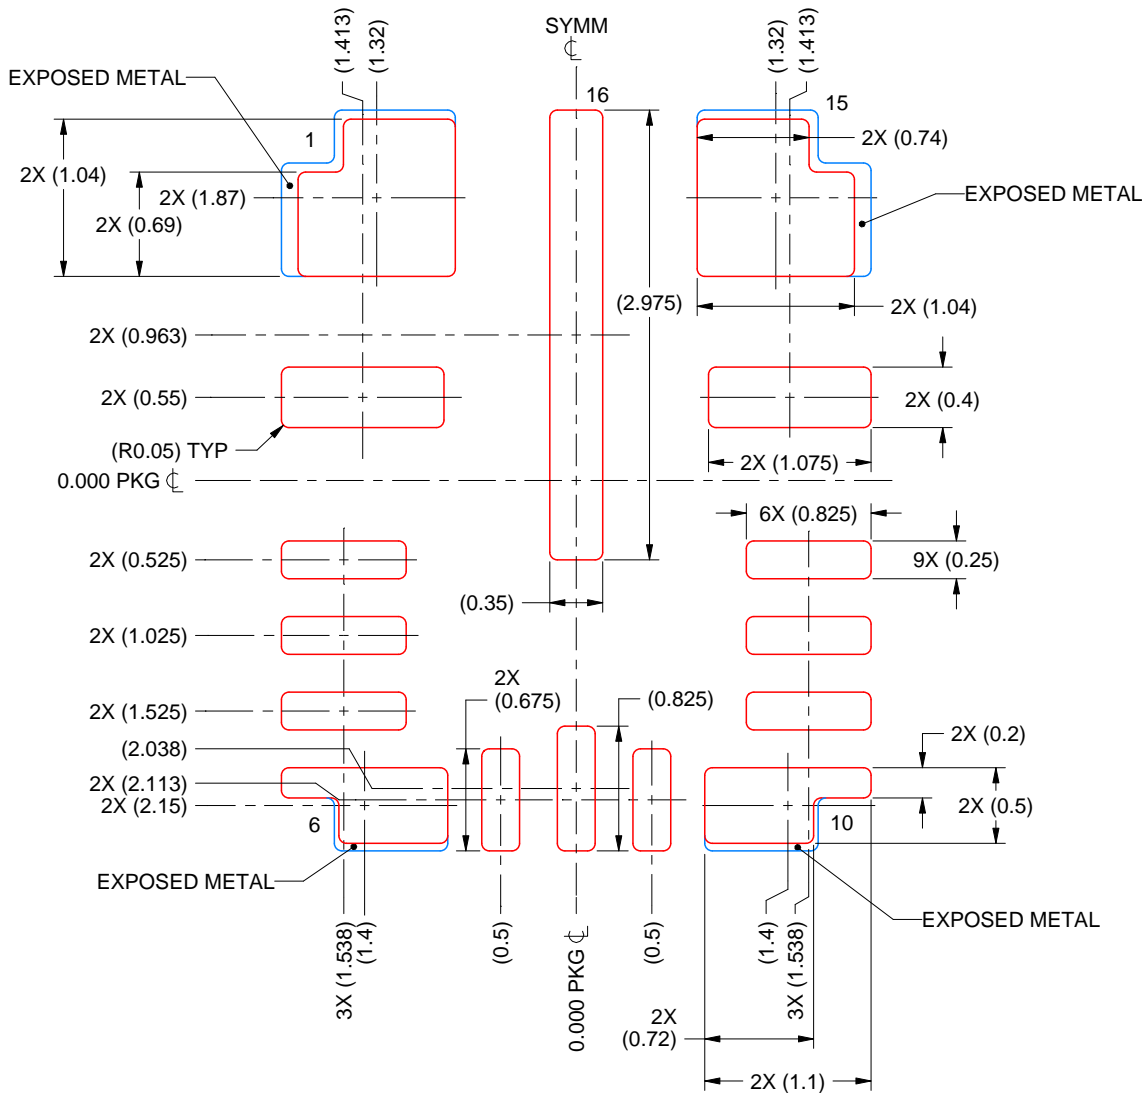 (1.413)
(1.32)
SYMM
(1.32)
(1.413)
EXPOSED METAL
16
15
1
2X (0.74)
2X (1.04)
2X (1.87)
EXPOSED METAL
2X (0.69)
(2.975)
2X (1.04)
2X (0.963)
2X (0.55)
2X (0.4)
(R0.05) TYP
2X (1.075)
0.000 PKG
6X (0.825)
2X (0.525)
9X (0.25)
(0.35)
2X (1.025)
2X
(0.675)
(0.825)
2X (1.525)
2X (0.2)
(2.038)
2X (2.113)
2X (2.15)
2X (0.5)
6
10
EXPOSED METAL
EXPOSED METAL
3X (1.538)
(1.4)
(0.5)
0.000 PKG
(0.5)
(1.4)
3X (1.538)
2X
(0.72)
2X (1.1)